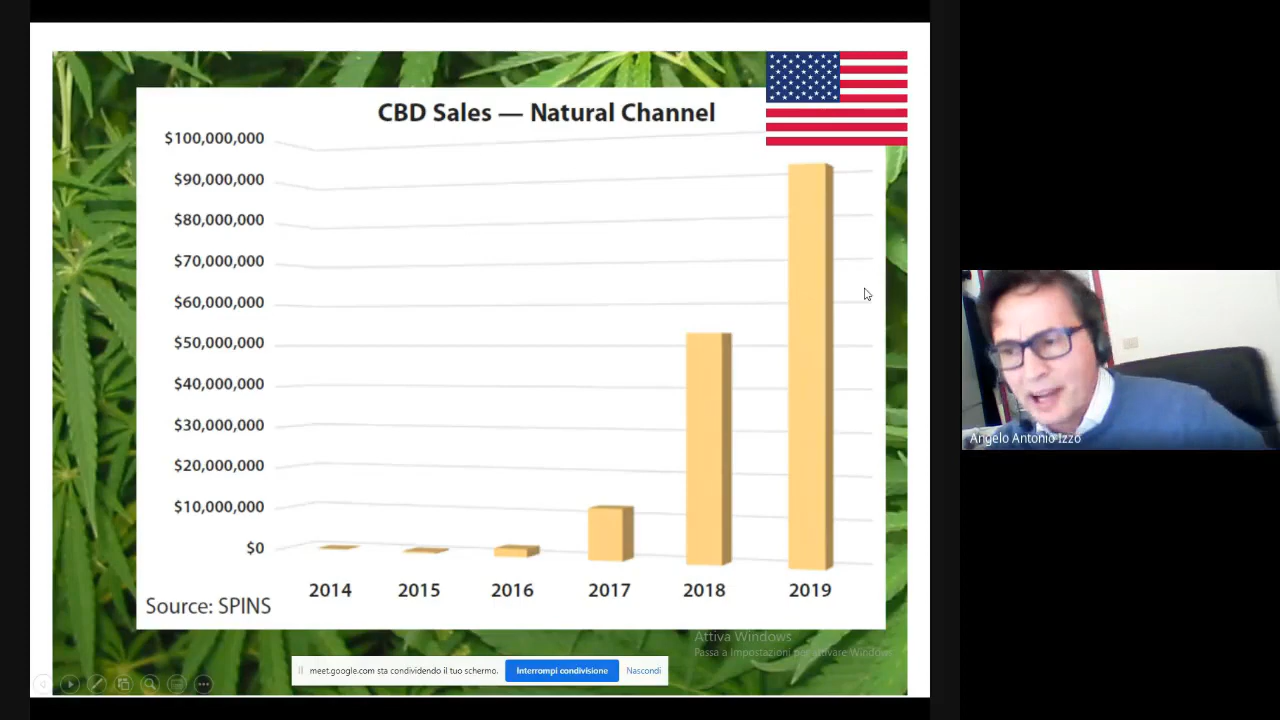 CBD Sales — Natural Channel
$100,000,000
$90,000,000
$80,000,000
$70,000,000
$60,000,000
$50,000,000
$40,000,000
$30,000,000
$20,000,000
$10,000,000
$0
2014 2015 2016 2017 2018 2019
Source: SPINS
Angelo Antonio Izzo
Attiva Windows
Passa a Impostazioni per attivare Windows.
meet.google.com sta condividendo il tuo schermo. Interrompi condivisione Nascondi